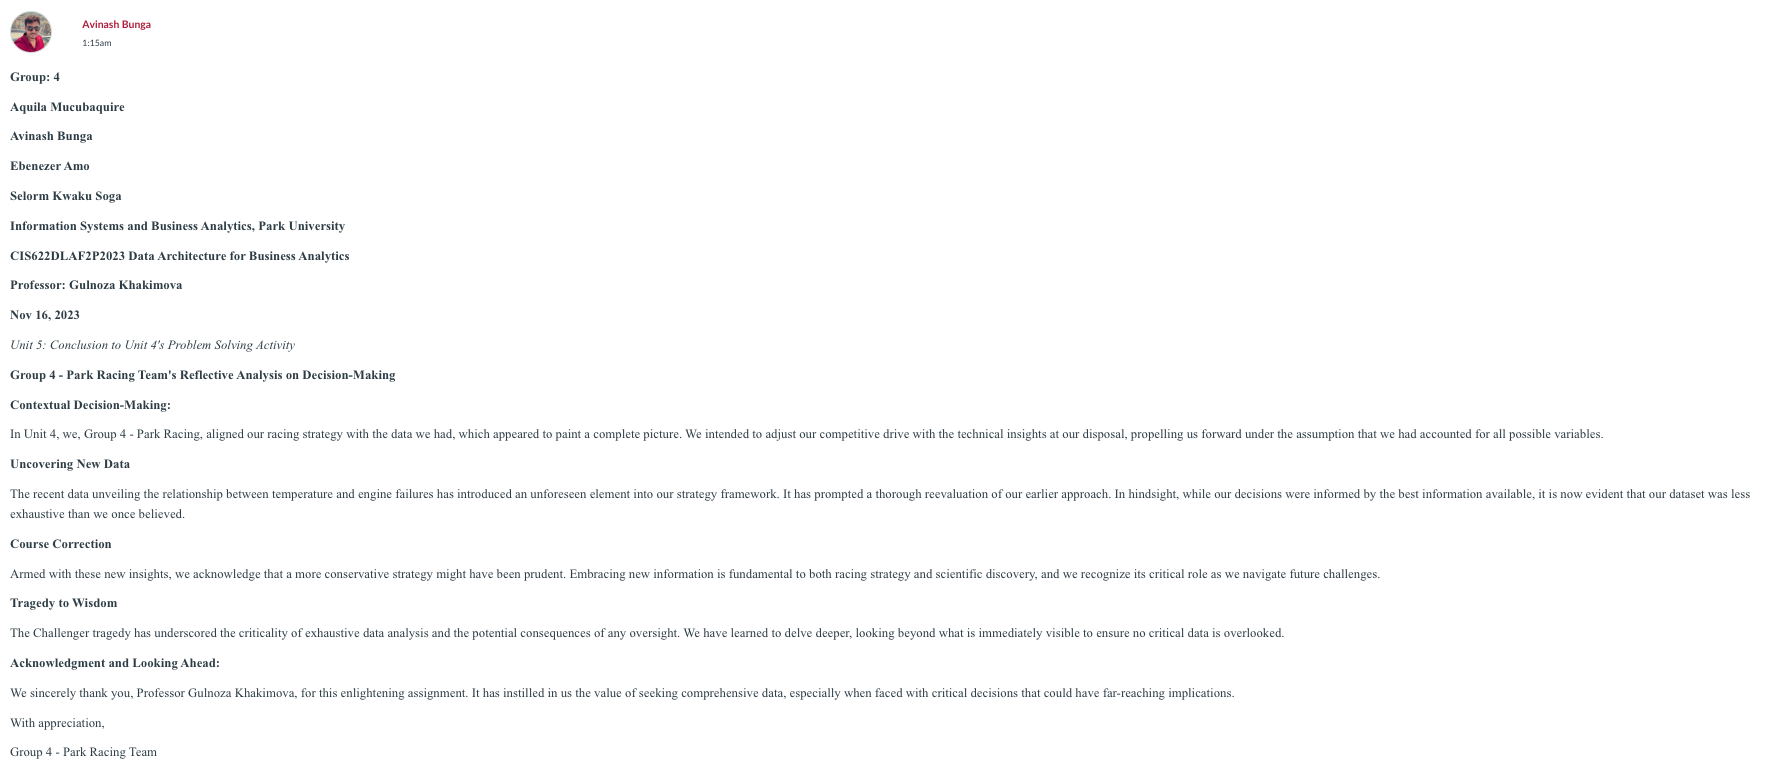 Avinash Bunga
1:15am
Group: 4
Aquila Mucubaquire
Avinash Bunga
Ebenezer Amo
Selorm Kwaku Soga
Information Systems and Business Analytics, Park University
CIS622DLAF2P2023 Data Architecture for Business Analytics
Professor: Gulnoza Khakimova
Nov 16, 2023
Unit 5: Conclusion to Unit 4's Problem Solving Activity
Group 4 - Park Racing Team's Reflective Analysis on Decision-Making
Contextual Decision-Making:
In Unit 4, we, Group 4 - Park Racing, aligned our racing strategy with the data we had, which appeared to paint a complete picture. We intended to adjust our competitive drive with the technical insights at our disposal, propelling us forward under the assumption that we had accounted for all possible variables.
Uncovering New Data
The recent data unveiling the relationship between temperature and engine failures has introduced an unforeseen element into our strategy framework. It has prompted a thorough reevaluation of our earlier approach. In hindsight, while our decisions were informed by the best information available, it is now evident that our dataset was less
exhaustive than we once believed.
Course Correction
Armed with these new insights, we acknowledge that a more conservative strategy might have been prudent. Embracing new information is fundamental to both racing strategy and scientific discovery, and we recognize its critical role as we navigate future challenges.
Tragedy to Wisdom
The Challenger tragedy has underscored the criticality of exhaustive data analysis and the potential consequences of any oversight. We have learned to delve deeper, looking beyond what is immediately visible to ensure no critical data is overlooked.
Acknowledgment and Looking Ahead:
We sincerely thank you, Professor Gulnoza Khakimova, for this enlightening assignment. It has instilled in us the value of seeking comprehensive data, especially when faced with critical decisions that could have far-reaching implications.
With appreciation,
Group 4 - Park Racing Team